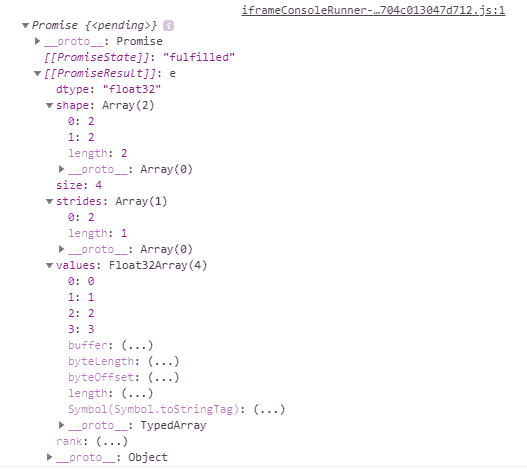 iframeConsoleRunner-…704c013047d712.js:1
▼Promise {<pending>} i
▶__proto__: Promise
[[PromiseState]]: "fulfilled"
▼[[PromiseResult]]: e
dtype: "float32"
▼shape: Array(2)
0: 2
1: 2
length: 2
▶__proto__: Array(0)
size: 4
▼strides: Array(1)
0: 2
length: 1
▶__proto__: Array(0)
▼values: Float32Array(4)
0: 0
1: 1
2: 2
3: 3
buffer: (...)
byteLength: (...)
byteOffset: (...)
length: (...)
Symbol(Symbol.toStringTag): (...)
▶__proto__: TypedArray
rank: (...)
▶__proto__: Object